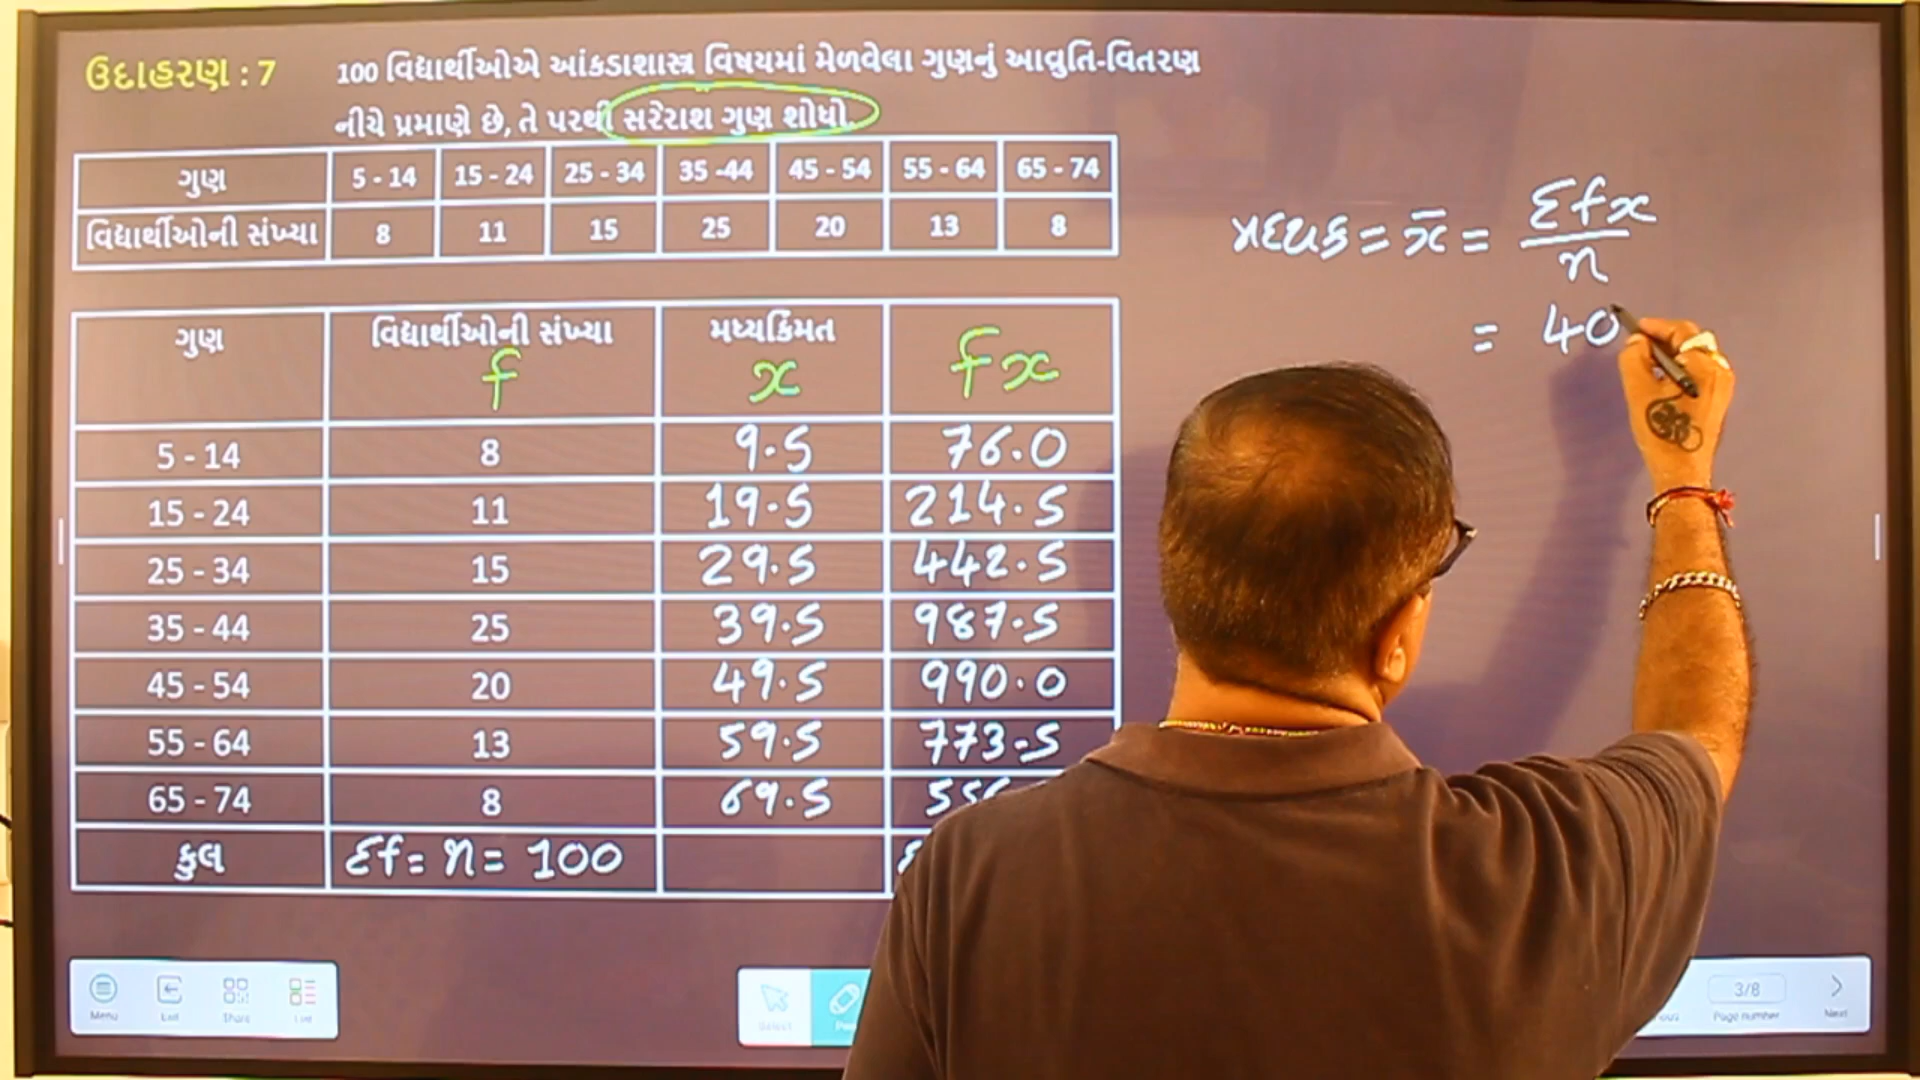 ઉદાહરણ : 7 100 વિદ્યાર્થીઓએ આંકડાશાસ્ત્ર વિષયમાં મેળવેલા ગુણનું આવૃતિ-વિતરણ
નીચે પ્રમાણે છે, તે પરથી સરેરાશ ગુણ શોધો.
ગુણ 5 - 14 15 - 24 25 - 34 35 -44 45 - 54 55 - 64 65 - 74
વિદ્યાર્થીઓની સંખ્યા 8 11 15 25 20 13 8
મધ્યક = x̄ = Σfx / n
= 40
ગુણ વિદ્યાર્થીઓની સંખ્યા મધ્યકિંમત
f x fx
5 - 14 8 9.5 76.0
15 - 24 11 19.5 214.5
25 - 34 15 29.5 442.5
35 - 44 25 39.5 987.5
45 - 54 20 49.5 990.0
55 - 64 13 59.5 773.5
65 - 74 8 69.5 556
કુલ Σf = n = 100
Menu Share Select 3/8 Page number Next